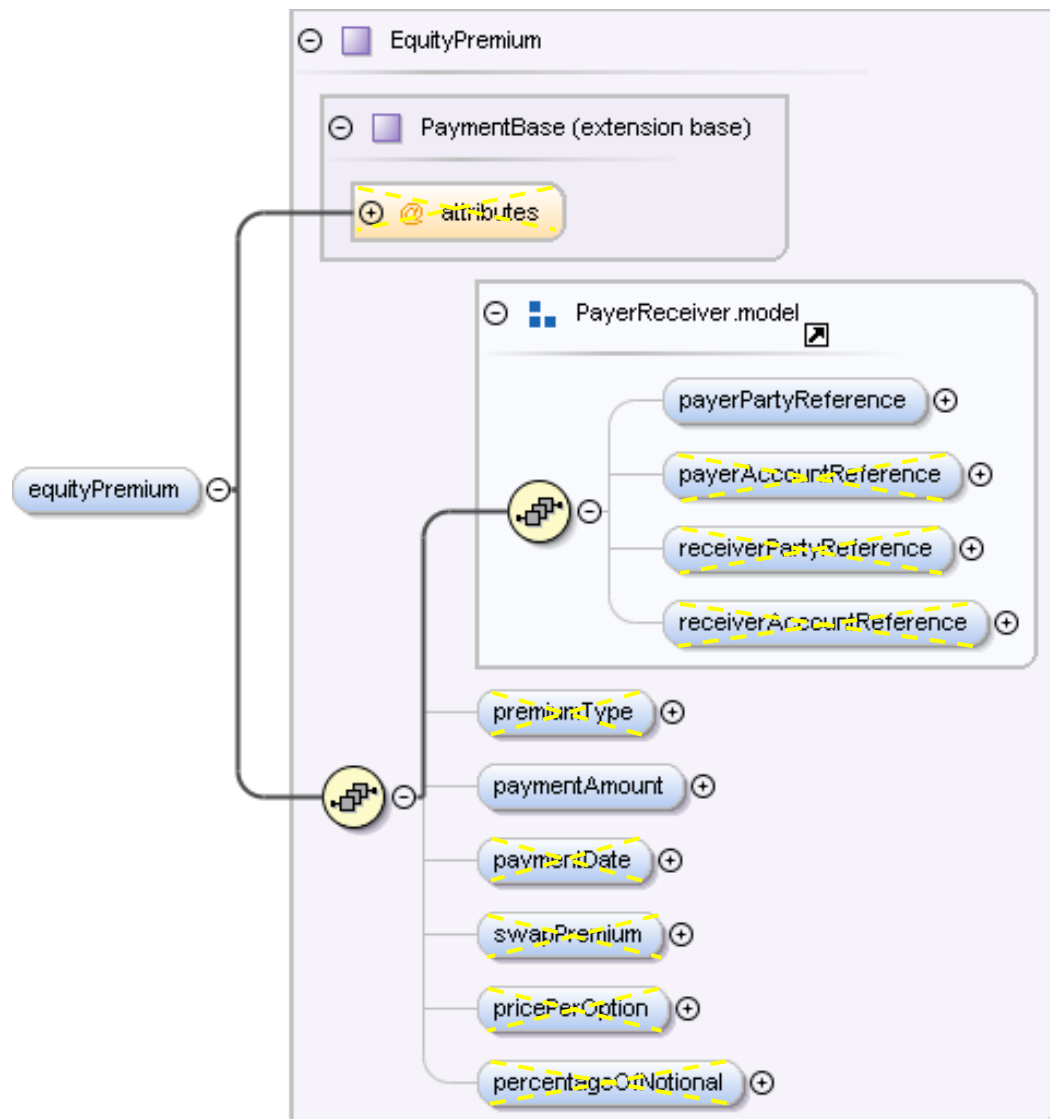 EquityPremium
PaymentBase (extension base)
@ attributes
PayerReceiver.model
payerPartyReference
payerAccountReference
receiverPartyReference
receiverAccountReference
equityPremium
premiumType
paymentAmount
paymentDate
swapPremium
pricePerOption
percentageOfNotional